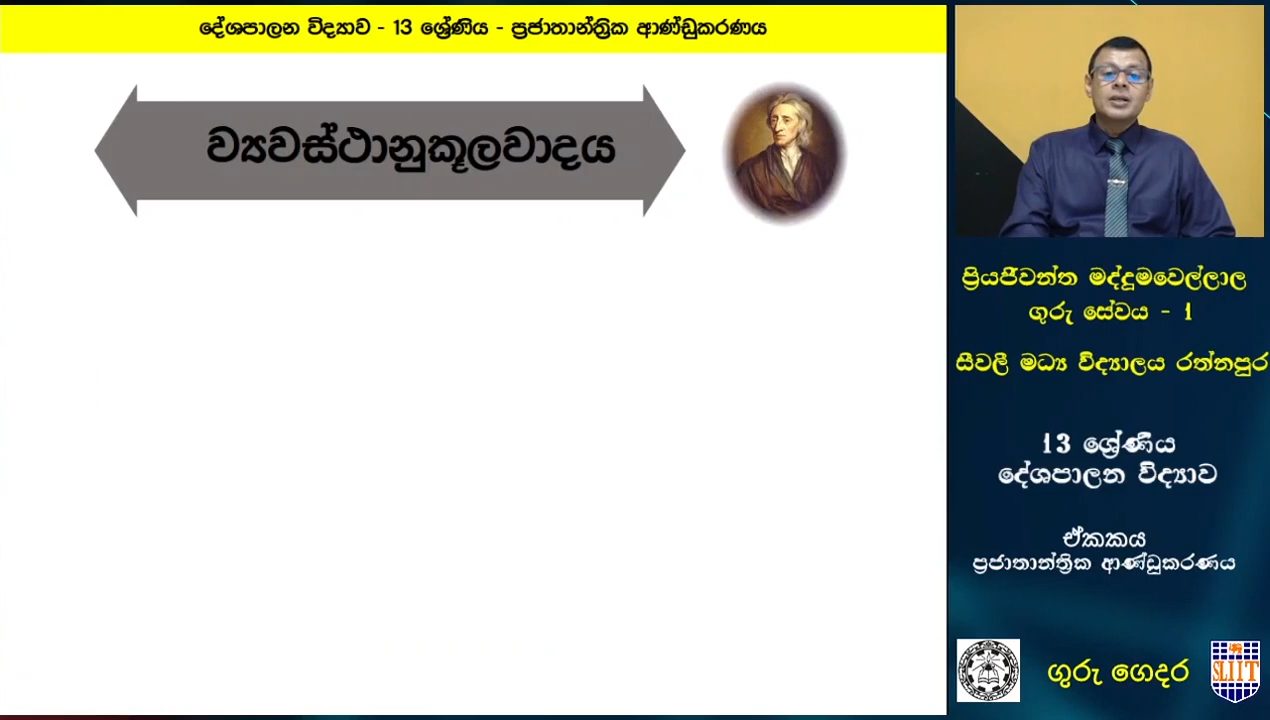 දේශපාලන විද්‍යාව - 13 ශ්‍රේණිය - ප්‍රජාතාන්ත්‍රික ආණ්ඩුකරණය
ව්‍යවස්ථානුකූලවාදය
ප්‍රියජීවන්ත මද්දූමවෙල්ලාල
ගුරු සේවය - 1
සීවලී මධ්‍ය විද්‍යාලය රත්නපුර
13 ශ්‍රේණිය
දේශපාලන විද්‍යාව
ඒකකය
ප්‍රජාතාන්ත්‍රික ආණ්ඩුකරණය
ගුරු ගෙදර
SLIIT